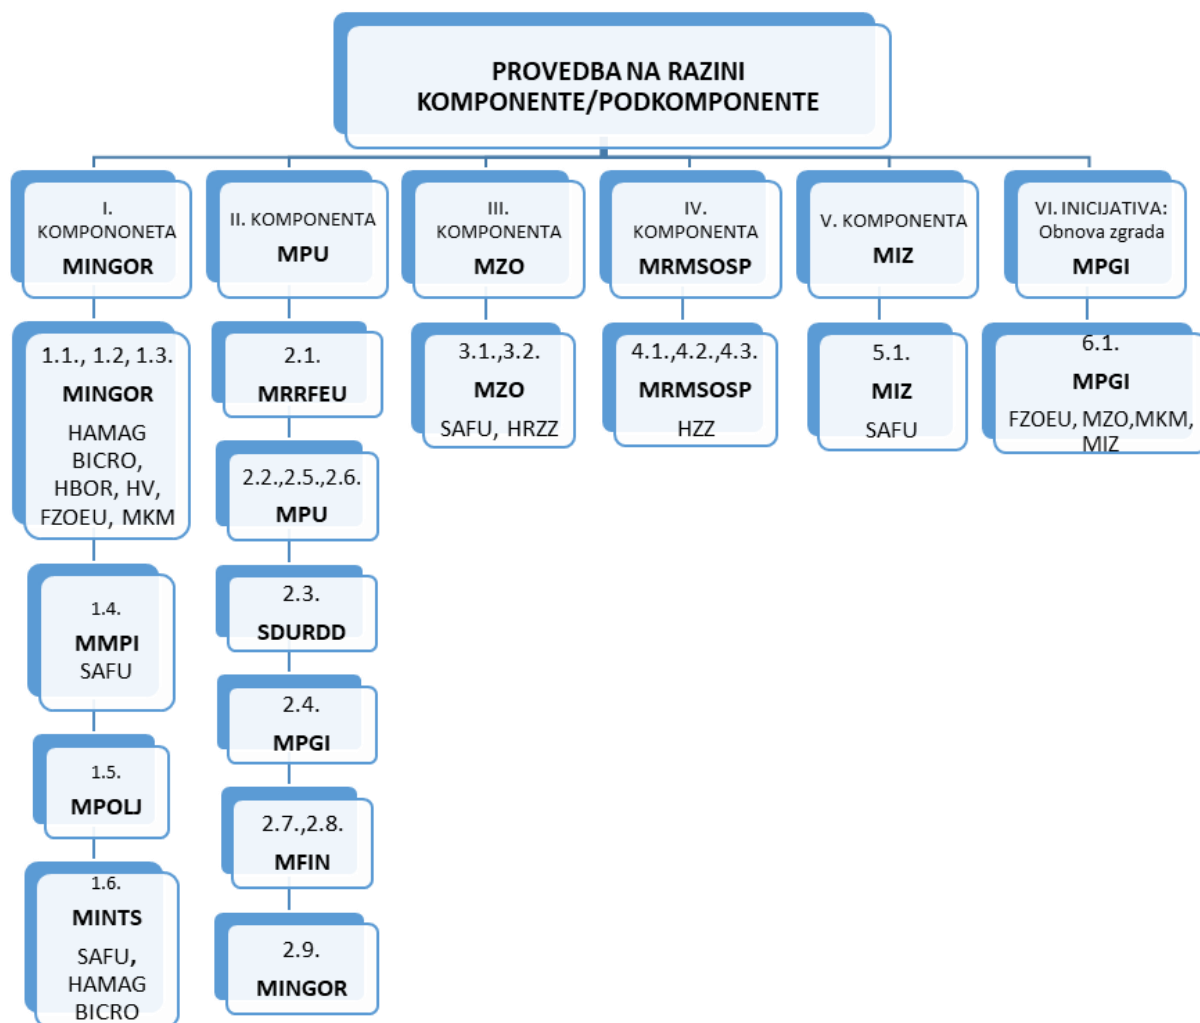 PROVEDBA NA RAZINI
KOMPONENTE/PODKOMPONENTE
I.
KOMPONONETA
MINGOR
1.1., 1.2, 1.3.
MINGOR
HAMAG
BICRO,
HBOR, HV,
FZOEU, MKM
1.4.
MMPI
SAFU
1.5.
MPOLJ
1.6.
MINTS
SAFU,
HAMAG
BICRO
II. KOMPONENTA
MPU
2.1.
MRRFEU
2.2.,2.5.,2.6.
MPU
2.3.
SDURDD
2.4.
MPGI
2.7.,2.8.
MFIN
2.9.
MINGOR
III.
KOMPONENTA
MZO
3.1.,3.2.
MZO
SAFU, HRZZ
IV.
KOMPONENTA
MRMSOSP
4.1.,4.2.,4.3.
MRMSOSP
HZZ
V. KOMPONENTA
MIZ
5.1.
MIZ
SAFU
VI. INICIJATIVA:
Obnova zgrada
MPGI
6.1.
MPGI
FZOEU, MZO,MKM,
MIZ